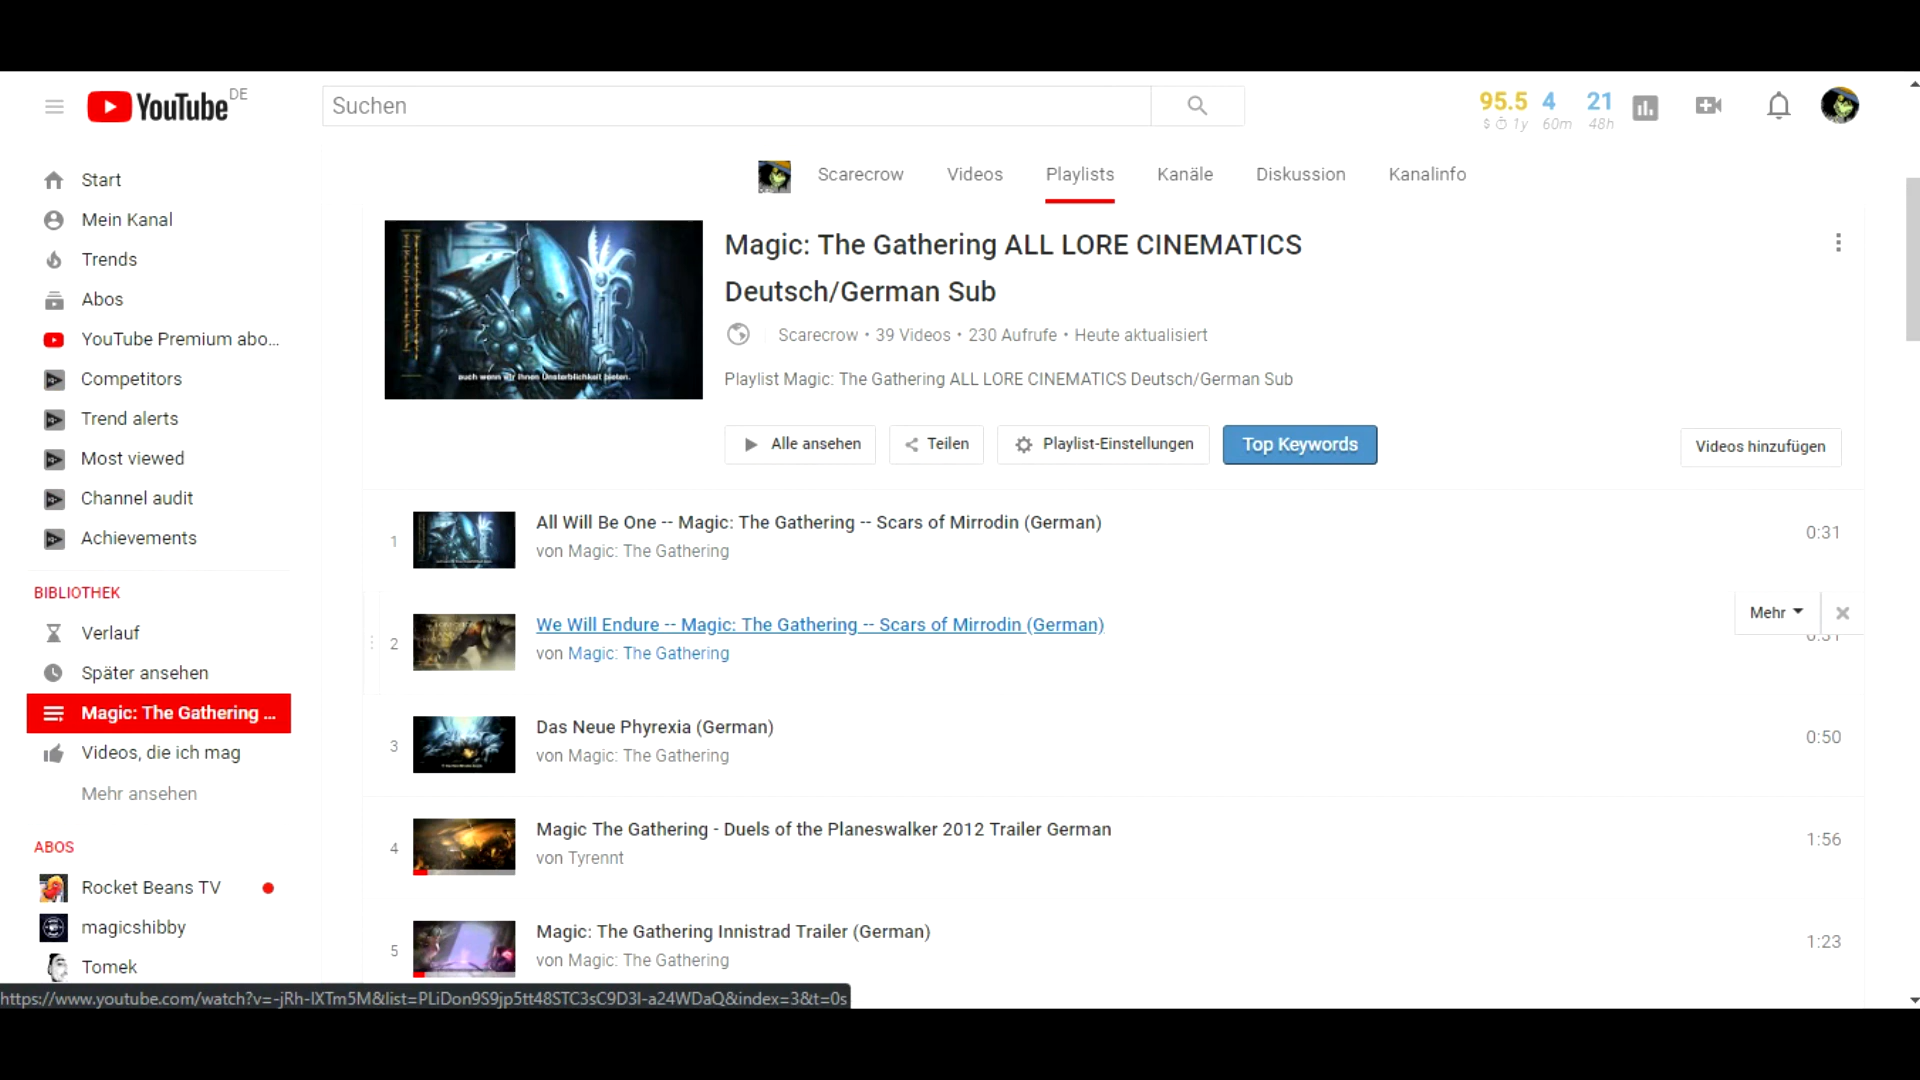 YouTube DE
Suchen
95.5 4 21
$ 1y 60m 48h
Scarecrow Videos Playlists Kanäle Diskussion Kanalinfo
Start
Mein Kanal
Trends
Abos
YouTube Premium abo...
Competitors
Trend alerts
Most viewed
Channel audit
Achievements
BIBLIOTHEK
Verlauf
Später ansehen
Magic: The Gathering ...
Videos, die ich mag
Mehr ansehen
ABOS
Rocket Beans TV
magicshibby
Tomek
auch wenn wir Ihnen Unsterblichkeit bieten.
Magic: The Gathering ALL LORE CINEMATICS
Deutsch/German Sub
Scarecrow • 39 Videos • 230 Aufrufe • Heute aktualisiert
Playlist Magic: The Gathering ALL LORE CINEMATICS Deutsch/German Sub
Alle ansehen Teilen Playlist-Einstellungen Top Keywords Videos hinzufügen
1 All Will Be One -- Magic: The Gathering -- Scars of Mirrodin (German) 0:31
von Magic: The Gathering
2 We Will Endure -- Magic: The Gathering -- Scars of Mirrodin (German) Mehr
von Magic: The Gathering
3 Das Neue Phyrexia (German) 0:50
von Magic: The Gathering
4 Magic The Gathering - Duels of the Planeswalker 2012 Trailer German 1:56
von Tyrennt
5 Magic: The Gathering Innistrad Trailer (German) 1:23
von Magic: The Gathering
https://www.youtube.com/watch?v=-jRh-IXTm5M&list=PLiDon9S9jp5tt48STC3sC9D3I-a24WDaQ&index=3&t=0s